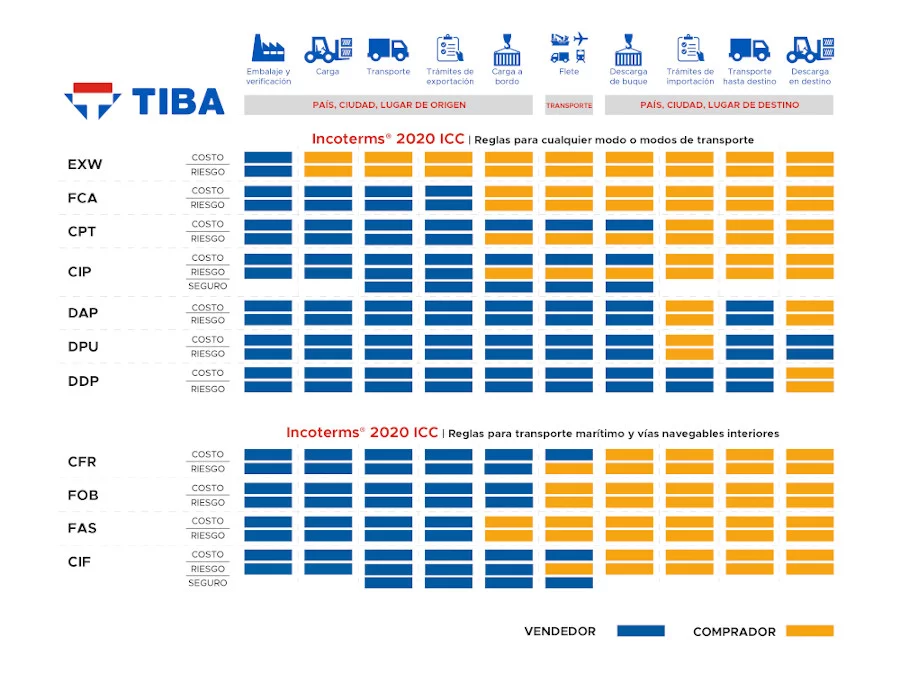 Embalaje y verificación
Carga
Transporte
Trámites de exportación
Carga a bordo
Flete
Descarga de buque
Trámites de importación
Transporte hasta destino
Descarga en destino
TIBA
PAÍS, CIUDAD, LUGAR DE ORIGEN
TRANSPORTE
PAÍS, CIUDAD, LUGAR DE DESTINO
Incoterms® 2020 ICC | Reglas para cualquier modo o modos de transporte
EXW
COSTO
RIESGO
FCA
COSTO
RIESGO
CPT
COSTO
RIESGO
CIP
COSTO
RIESGO
SEGURO
DAP
COSTO
RIESGO
DPU
COSTO
RIESGO
DDP
COSTO
RIESGO
Incoterms® 2020 ICC | Reglas para transporte marítimo y vías navegables interiores
CFR
COSTO
RIESGO
FOB
COSTO
RIESGO
FAS
COSTO
RIESGO
CIF
COSTO
RIESGO
SEGURO
VENDEDOR
COMPRADOR